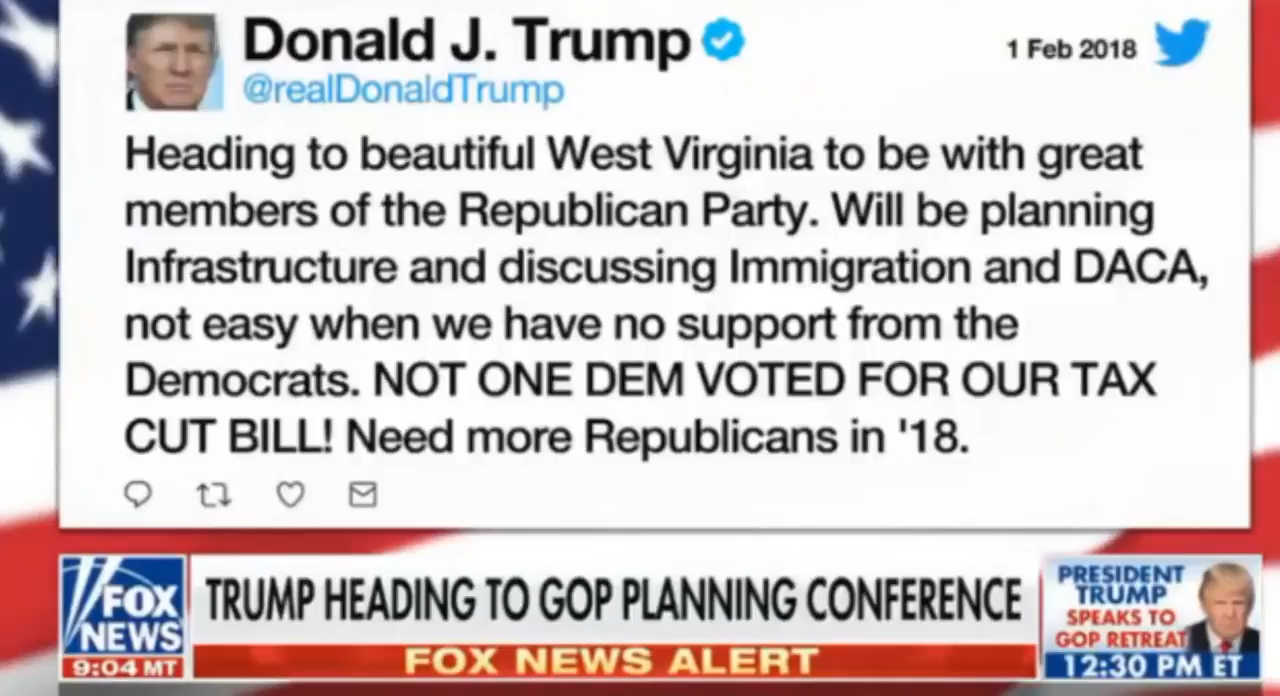 Donald J. Trump
1 Feb 2018
@realDonaldTrump
Heading to beautiful West Virginia to be with great
members of the Republican Party. Will be planning
Infrastructure and discussing Immigration and DACA,
not easy when we have no support from the
Democrats. NOT ONE DEM VOTED FOR OUR TAX
CUT BILL! Need more Republicans in '18.
FOX
NEWS
9:04 MT
TRUMP HEADING TO GOP PLANNING CONFERENCE
FOX NEWS ALERT
PRESIDENT
TRUMP
SPEAKS TO
GOP RETREAT
12:30 PM ET